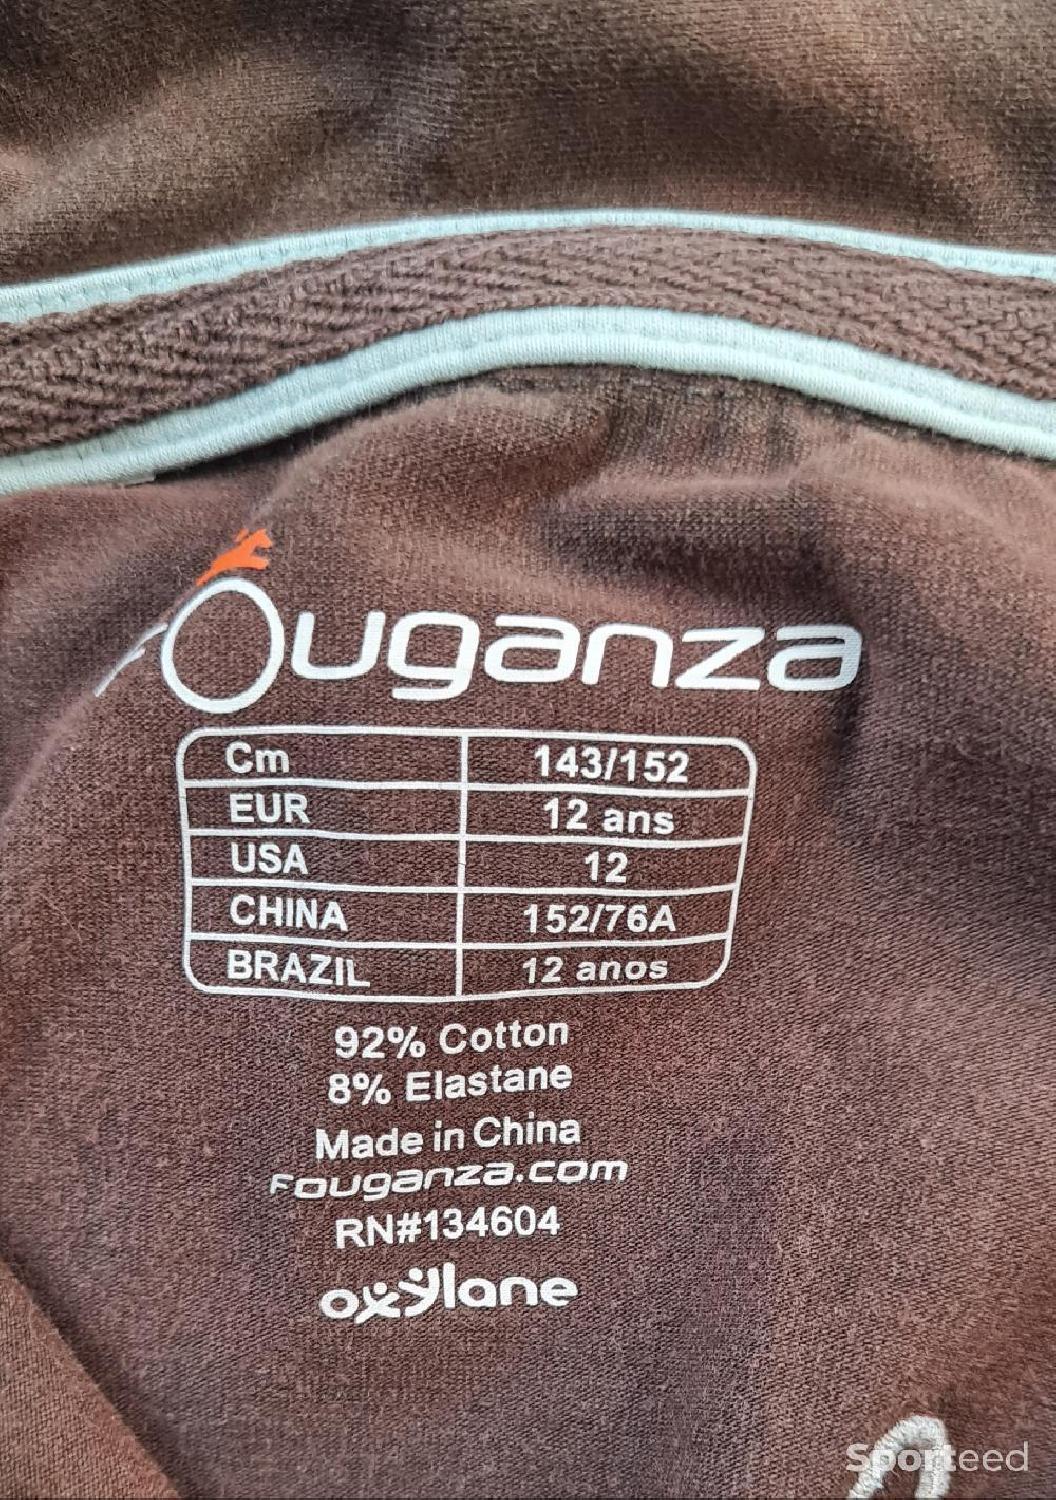 Fouganza
Cm 143/152
EUR 12 ans
USA 12
CHINA 152/76A
BRAZIL 12 anos
92% Cotton
8% Elastane
Made in China
Fouganza.com
RN#134604
oxylane
Sporteed